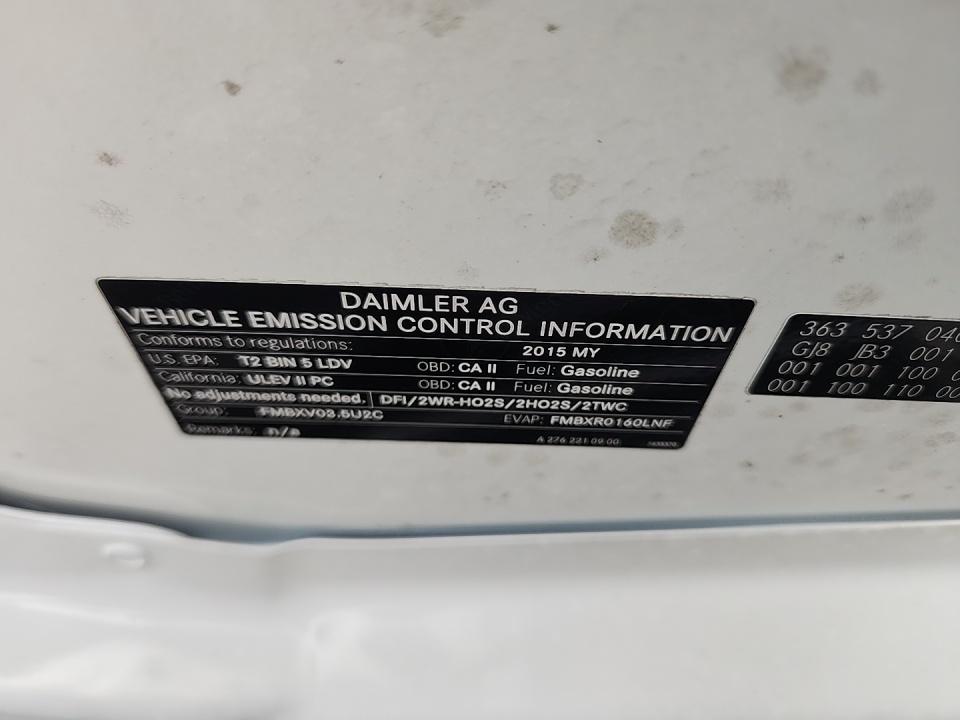 DAIMLER AG
VEHICLE EMISSION CONTROL INFORMATION
Conforms to regulations: 2015 MY
U.S. EPA: T2 BIN 5 LDV OBD: CA II Fuel: Gasoline
California: ULEV II PC OBD: CA II Fuel: Gasoline
No adjustments needed. DFI/2WR-HO2S/2HO2S/2TWC
Group: FMBXV03.5U2C EVAP: FMBXR0160LNF
Remarks: n/a
A 276 221 09 00
363 537 040
GJ8 JB3 001
001 001 100
001 100 110